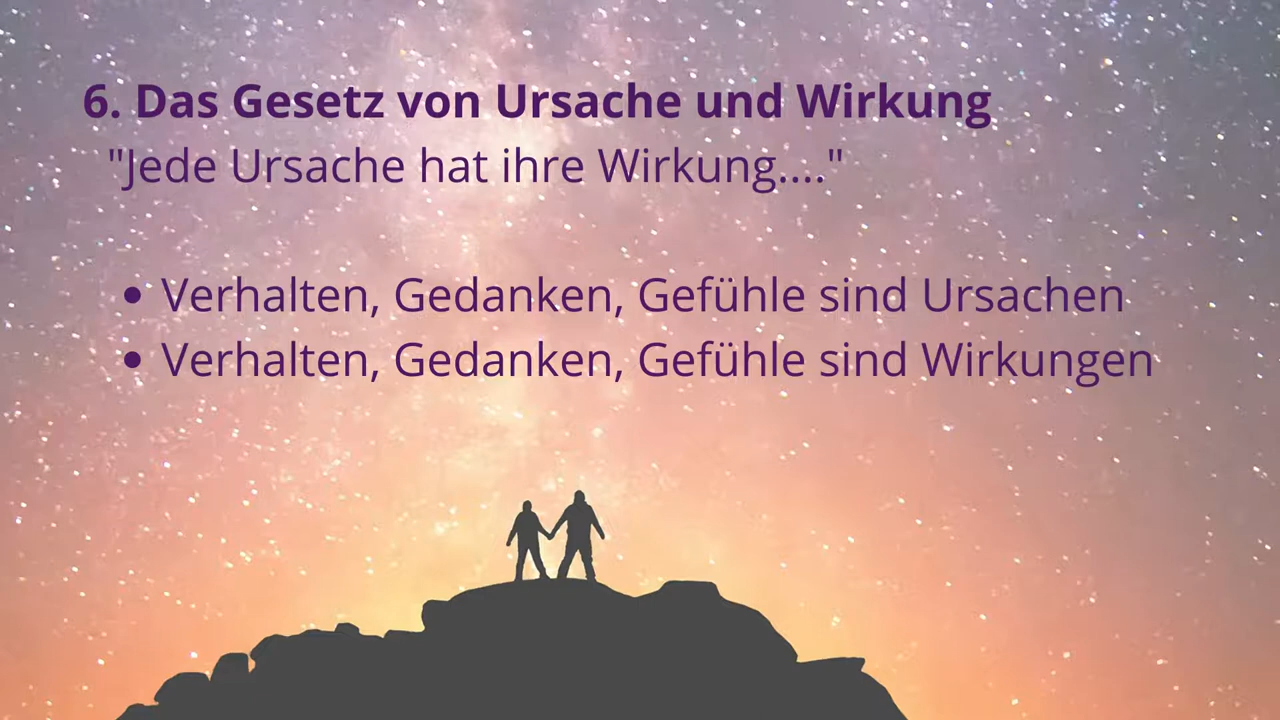 6. Das Gesetz von Ursache und Wirkung
"Jede Ursache hat ihre Wirkung...."
• Verhalten, Gedanken, Gefühle sind Ursachen
• Verhalten, Gedanken, Gefühle sind Wirkungen